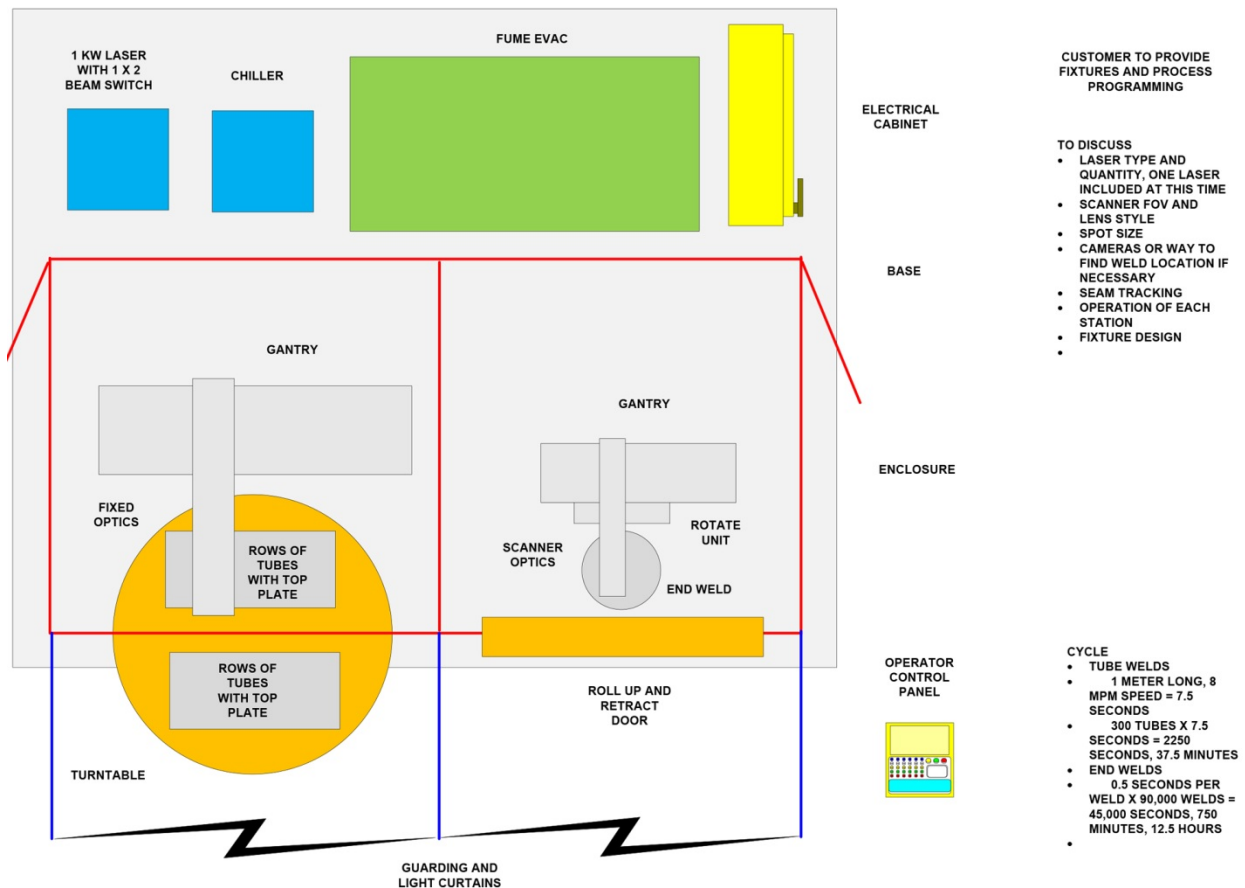 1 KW LASER
WITH 1 X 2
BEAM SWITCH
CHILLER
FUME EVAC
ELECTRICAL
CABINET
BASE
GANTRY
GANTRY
ENCLOSURE
FIXED
OPTICS
ROWS OF
TUBES
WITH TOP
PLATE
SCANNER
OPTICS
ROTATE
UNIT
END WELD
ROWS OF
TUBES
WITH TOP
PLATE
ROLL UP AND
RETRACT
DOOR
TURNTABLE
OPERATOR
CONTROL
PANEL
GUARDING AND
LIGHT CURTAINS
CUSTOMER TO PROVIDE
FIXTURES AND PROCESS
PROGRAMMING
TO DISCUSS
• LASER TYPE AND
QUANTITY, ONE LASER
INCLUDED AT THIS TIME
• SCANNER FOV AND
LENS STYLE
• SPOT SIZE
• CAMERAS OR WAY TO
FIND WELD LOCATION IF
NECESSARY
• SEAM TRACKING
• OPERATION OF EACH
STATION
• FIXTURE DESIGN
•
CYCLE
• TUBE WELDS
• 1 METER LONG, 8
MPM SPEED = 7.5
SECONDS
• 300 TUBES X 7.5
SECONDS = 2250
SECONDS, 37.5 MINUTES
• END WELDS
• 0.5 SECONDS PER
WELD X 90,000 WELDS =
45,000 SECONDS, 750
MINUTES, 12.5 HOURS
•